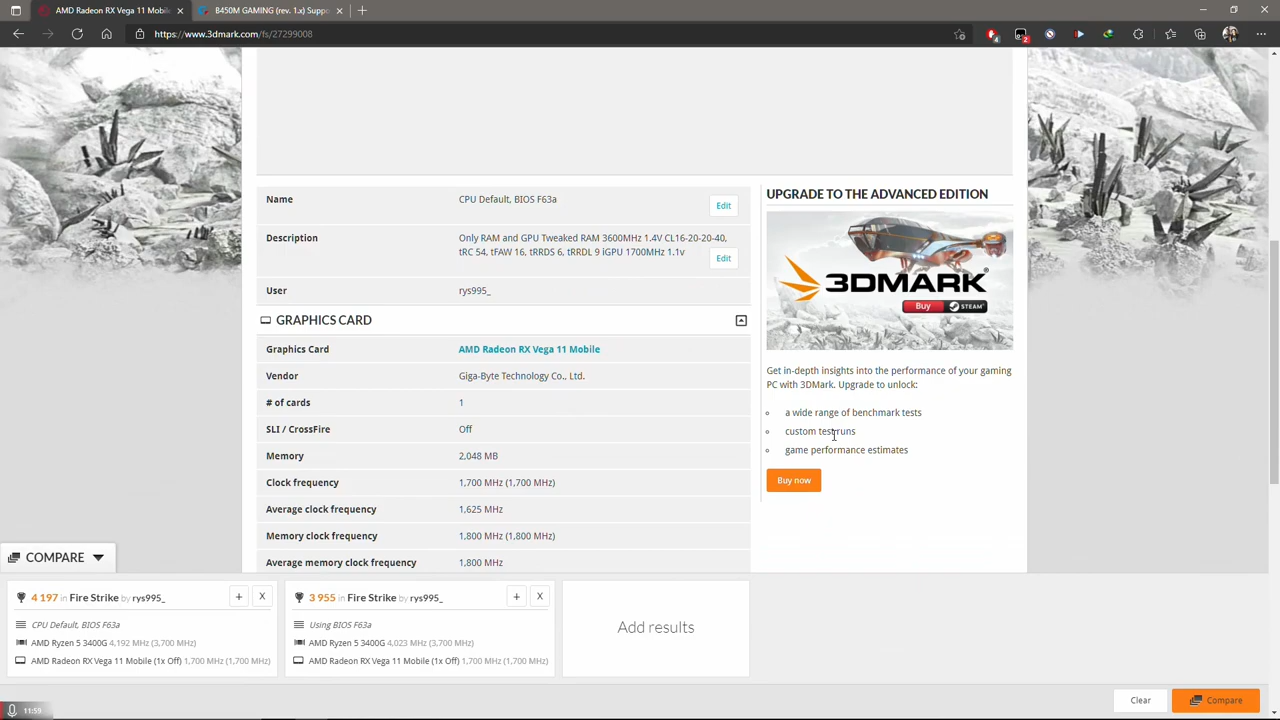 AMD Radeon RX Vega 11 Mobile
B450M GAMING (rev. 1.x) Suppo
https://www.3dmark.com/fs/27299008
4
2
Name
CPU Default, BIOS F63a
Edit
Description
Only RAM and GPU Tweaked RAM 3600MHz 1.4V CL16-20-20-40,
tRC 54, tFAW 16, tRRDS 6, tRRDL 9 iGPU 1700MHz 1.1v
Edit
User
rys995_
GRAPHICS CARD
Graphics Card
AMD Radeon RX Vega 11 Mobile
Vendor
Giga-Byte Technology Co., Ltd.
# of cards
1
SLI / CrossFire
Off
Memory
2,048 MB
Clock frequency
1,700 MHz (1,700 MHz)
Average clock frequency
1,625 MHz
Memory clock frequency
1,800 MHz (1,800 MHz)
Average memory clock frequency
1,800 MHz
UPGRADE TO THE ADVANCED EDITION
3DMARK®
Buy
STEAM
Get in-depth insights into the performance of your gaming
PC with 3DMark. Upgrade to unlock:
a wide range of benchmark tests
custom test runs
game performance estimates
Buy now
COMPARE
4 197 in Fire Strike by rys995_
+
X
CPU Default, BIOS F63a
AMD Ryzen 5 3400G 4,192 MHz (3,700 MHz)
AMD Radeon RX Vega 11 Mobile (1x Off) 1,700 MHz (1,700 MHz)
3 955 in Fire Strike by rys995_
+
X
Using BIOS F63a
AMD Ryzen 5 3400G 4,023 MHz (3,700 MHz)
AMD Radeon RX Vega 11 Mobile (1x Off) 1,700 MHz (1,700 MHz)
Add results
Clear
Compare
11:59